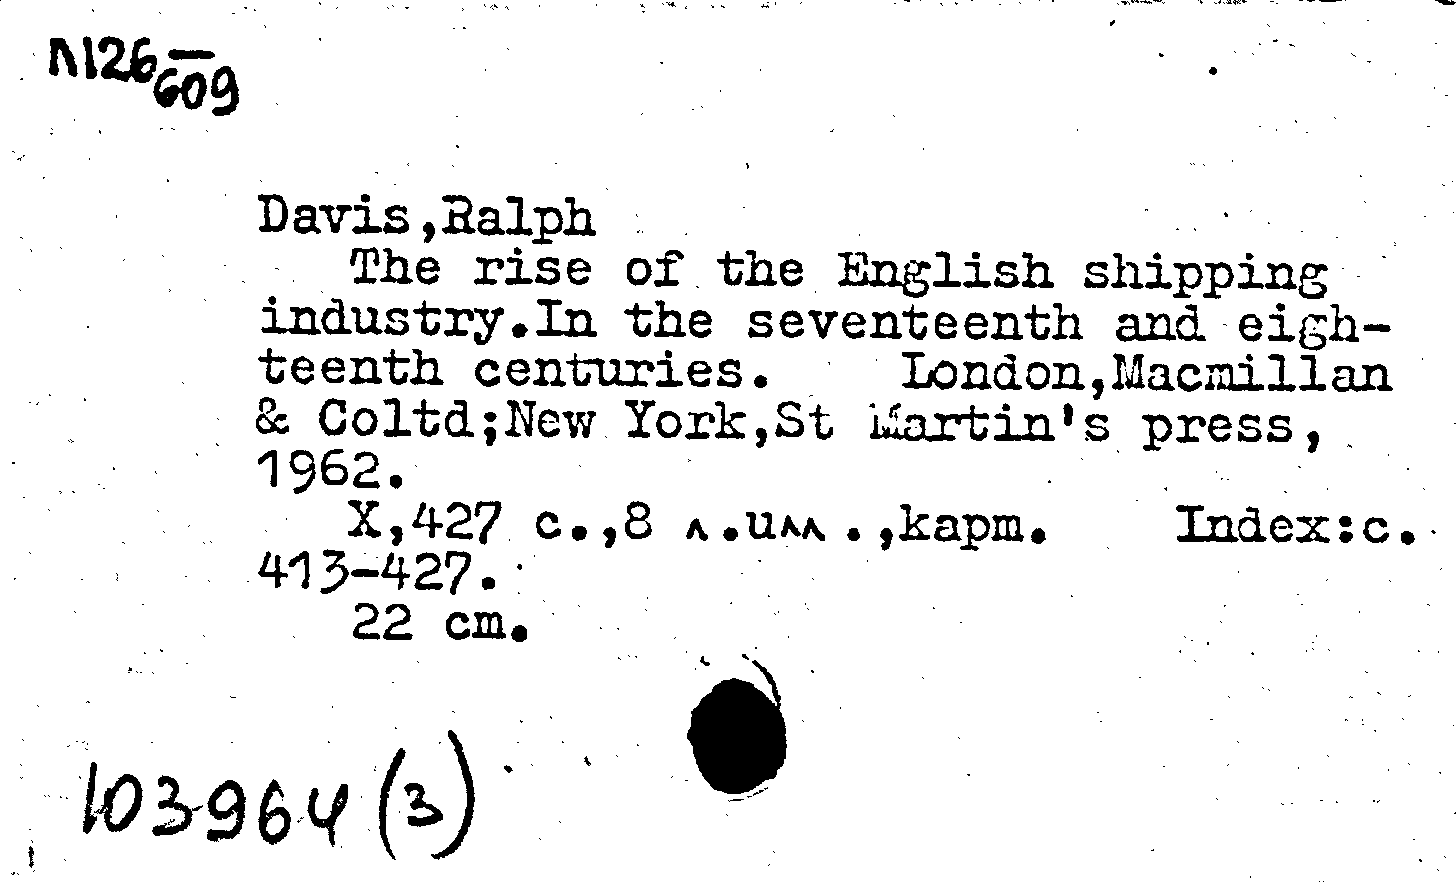 Л126—
609
Davis,Ralph
The rise of the English shipping
industry.In the seventeenth and eigh-
teenth centuries. London,Macmillan
& Coltd;New York,St Martin's press,
1962.
X,427 c.,8 л.илл.,карт. Index:c.
413-427.
22 cm.
103964(3)